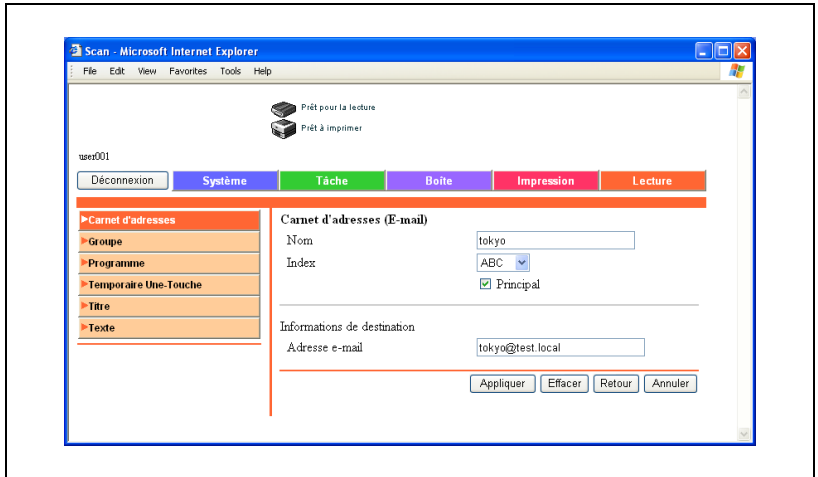 Scan - Microsoft Internet Explorer
File Edit View Favorites Tools Help
Prêt pour la lecture
Prêt à imprimer
user001
Déconnexion Système Tâche Boîte Impression Lecture
Carnet d'adresses
Groupe
Programme
Temporaire Une-Touche
Titre
Texte
Carnet d'adresses (E-mail)
Nom tokyo
Index ABC
Principal
Informations de destination
Adresse e-mail tokyo@test.local
Appliquer Effacer Retour Annuler